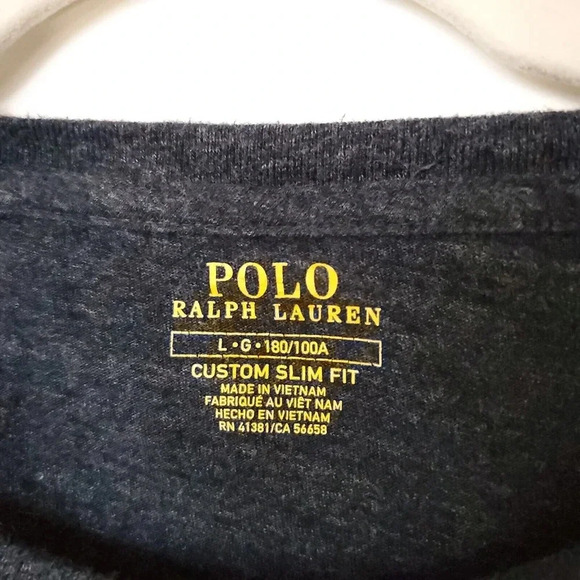 POLO
RALPH LAUREN
L • G • 180/100A
CUSTOM SLIM FIT
MADE IN VIETNAM
FABRIQUÉ AU VIÊT NAM
HECHO EN VIETNAM
RN 41381/CA 56658